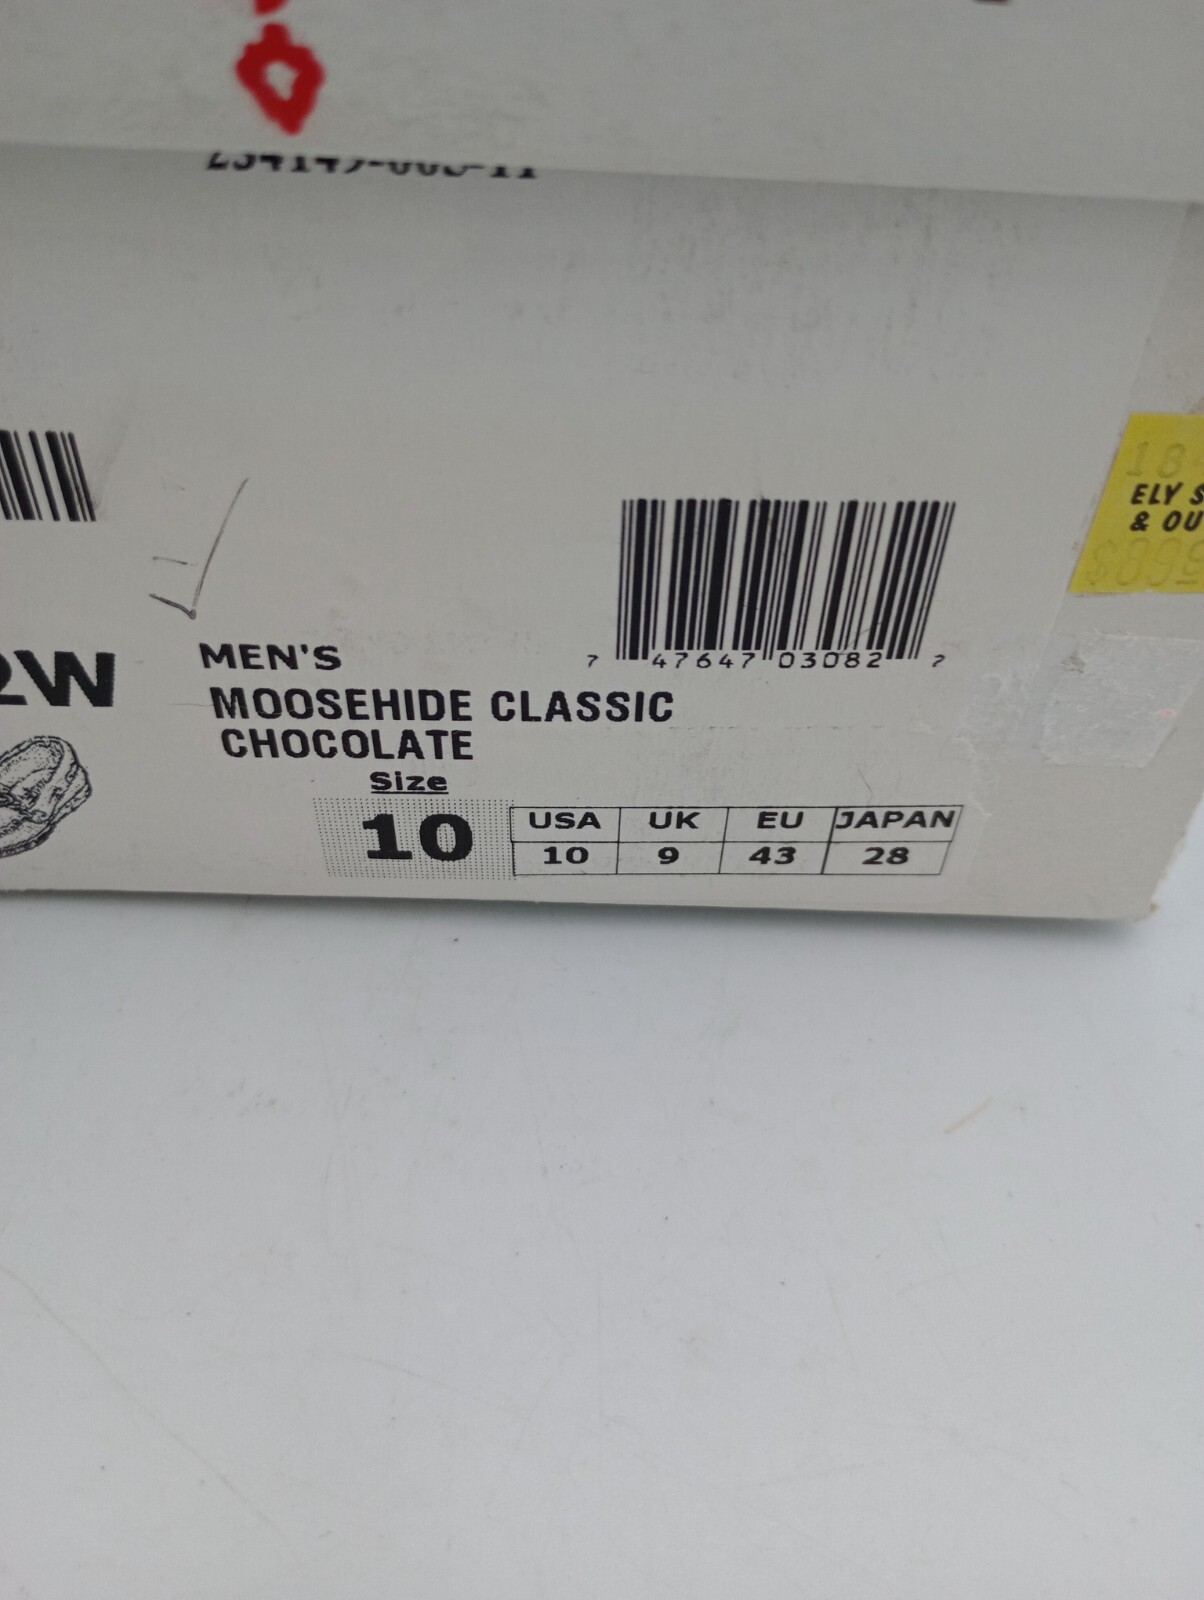 MEN'S
MOOSEHIDE CLASSIC
CHOCOLATE
Size
10
USA UK EU JAPAN
10 9 43 28
7 47647 03082 7
2W
ELY S
& OU